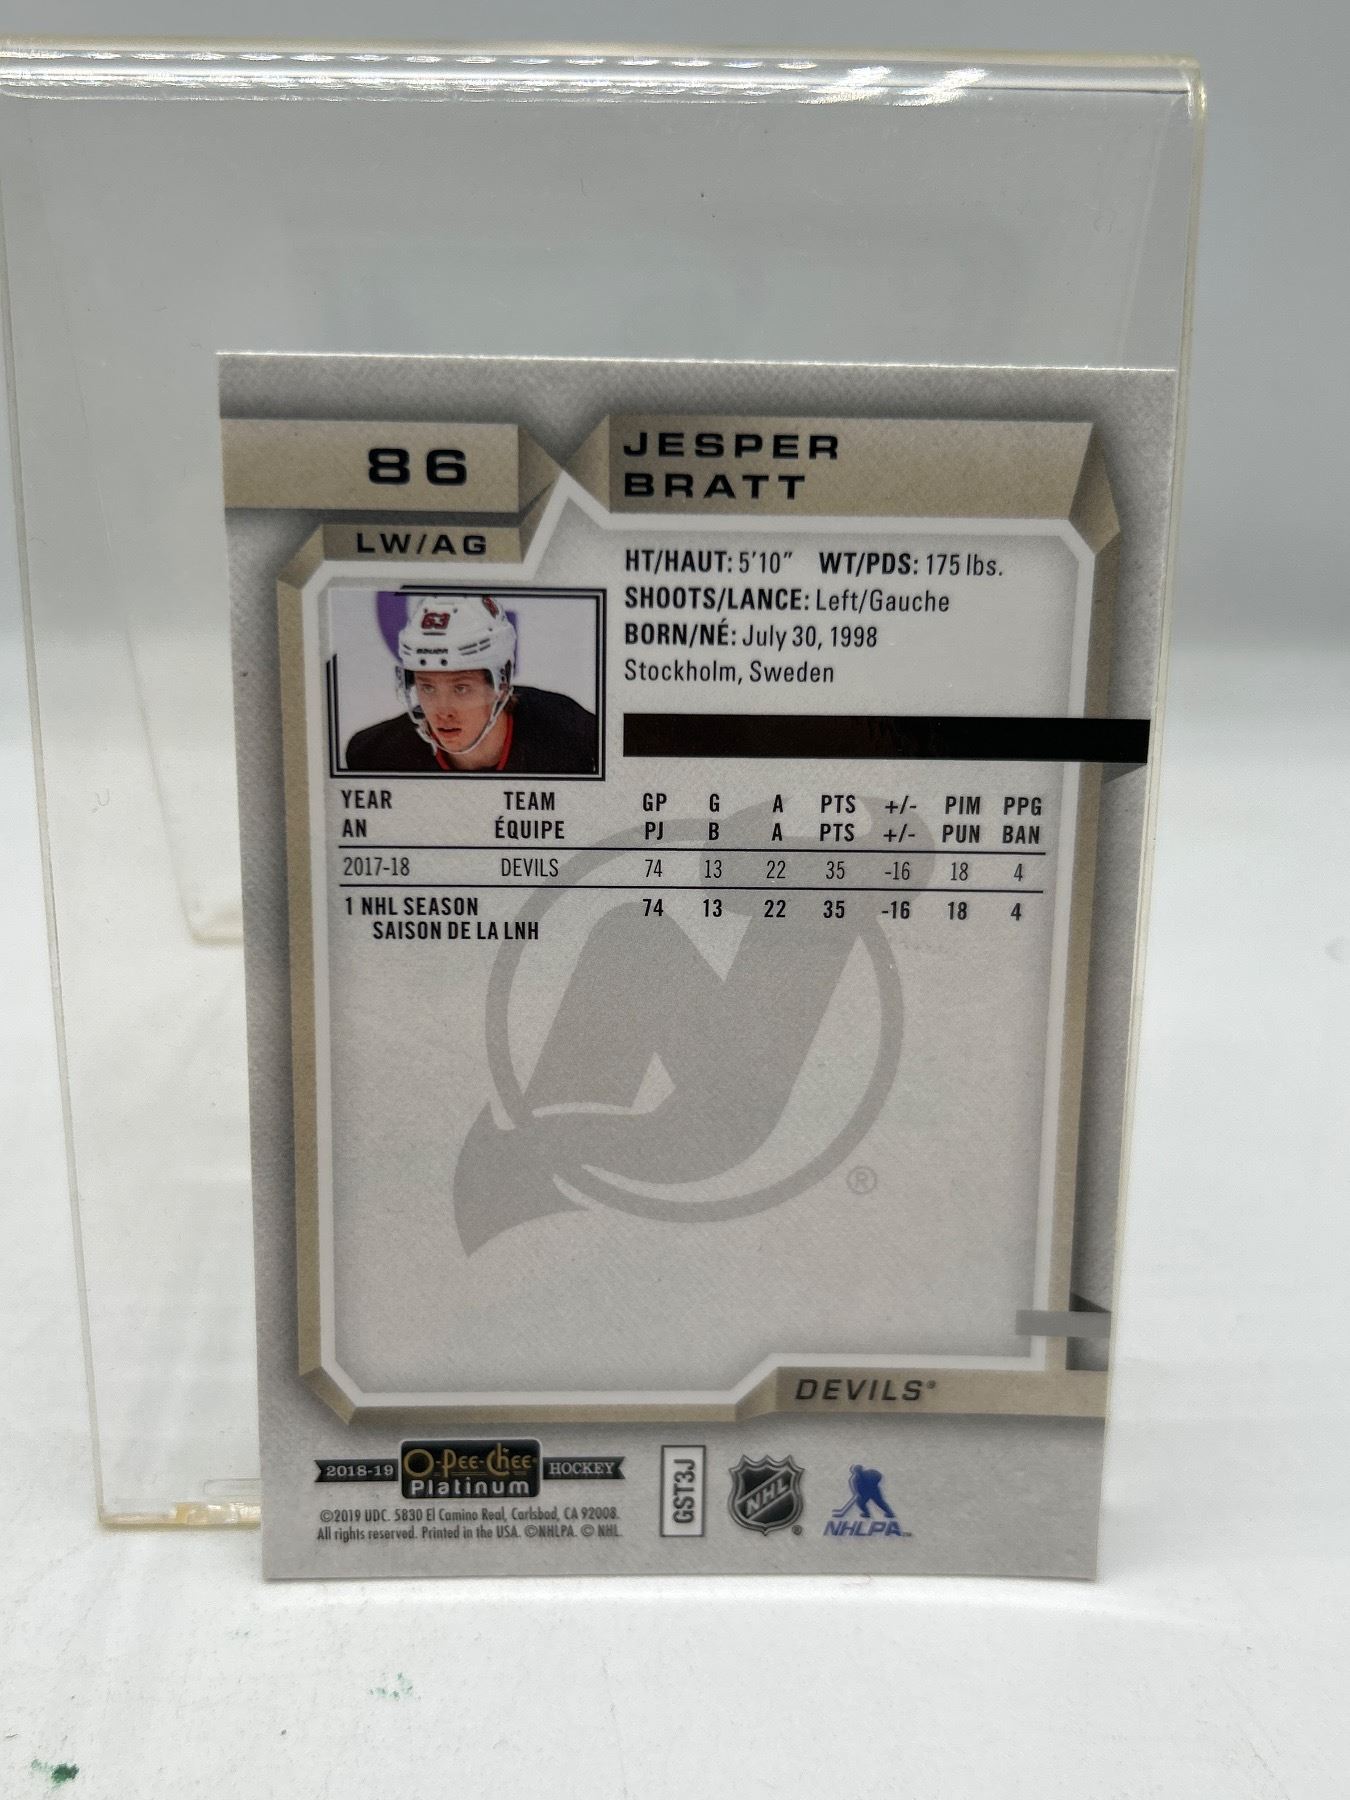 86
JESPER
BRATT
LW/AG
HT/HAUT: 5'10" WT/PDS: 175 lbs.
SHOOTS/LANCE: Left/Gauche
BORN/NÉ: July 30, 1998
Stockholm, Sweden
63
BAUER
YEAR TEAM GP G A PTS +/- PIM PPG
AN ÉQUIPE PJ B A PTS +/- PUN BAN
2017-18 DEVILS 74 13 22 35 -16 18 4
1 NHL SEASON 74 13 22 35 -16 18 4
SAISON DE LA LNH
®
DEVILS®
2018-19 O-Pee-Chee Platinum HOCKEY
©2019 UDC. 5830 El Camino Real, Carlsbad, CA 92008.
All rights reserved. Printed in the USA. ©NHLPA. © NHL.
GST3J
NHL ®
NHLPA™